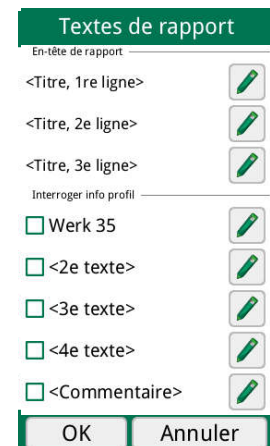 Textes de rapport
En-tête de rapport
<Titre, 1re ligne>
<Titre, 2e ligne>
<Titre, 3e ligne>
Interroger info profil
Werk 35
<2e texte>
<3e texte>
<4e texte>
<Commentaire>
OK Annuler